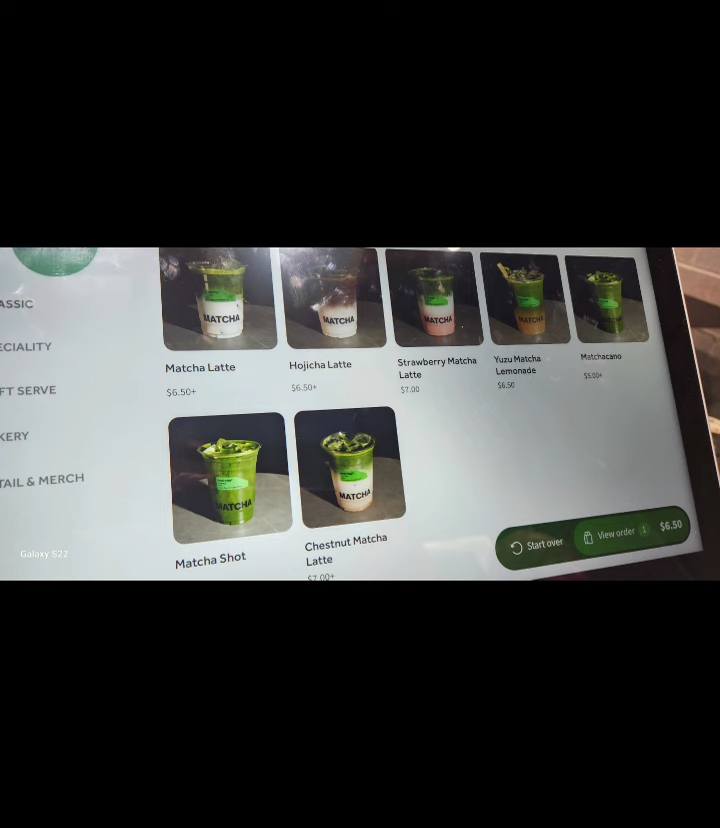 ASSIC
ECIALITY
FT SERVE
KERY
TAIL & MERCH
MATCHA
MATCHA
MATCHA
MATCHA
Matcha Latte
$6.50+
Hojicha Latte
$6.50+
Strawberry Matcha
Latte
$7.00
Yuzu Matcha
Lemonade
$6.50
Matchacano
$5.00+
MATCHA
MATCHA
Matcha Shot
Chestnut Matcha
Latte
$7.00+
Start over
View order
1
$6.50
Galaxy S22